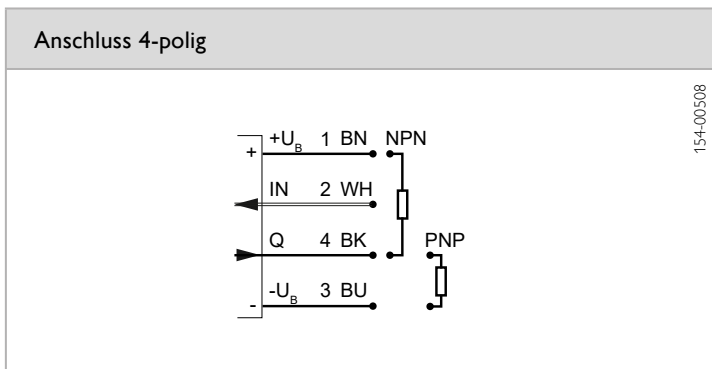 Anschluss 4-polig
154-00508
+U_B 1 BN NPN
+
IN 2 WH
Q 4 BK PNP
-U_B 3 BU
-